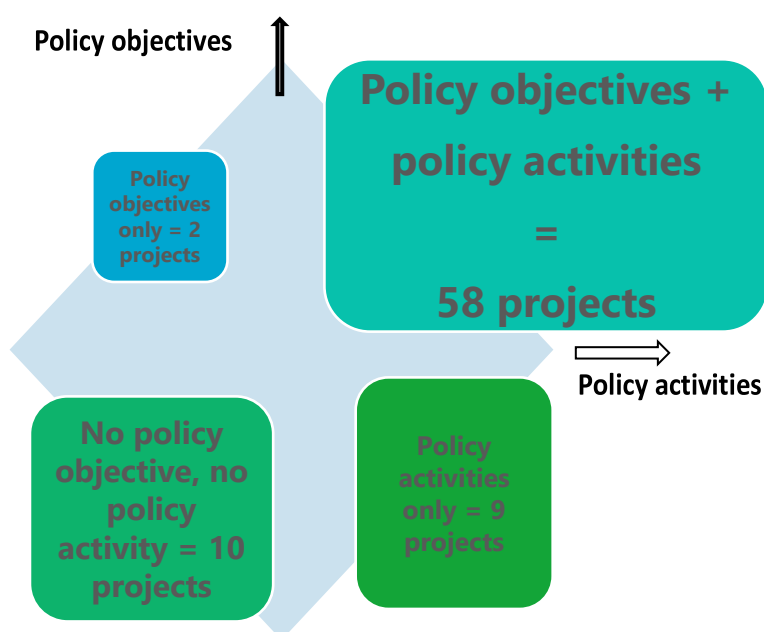 Policy objectives
Policy objectives +
policy activities
=
58 projects
Policy
objectives
only = 2
projects
Policy activities
No policy
objective, no
policy
activity = 10
projects
Policy
activities
only = 9
projects